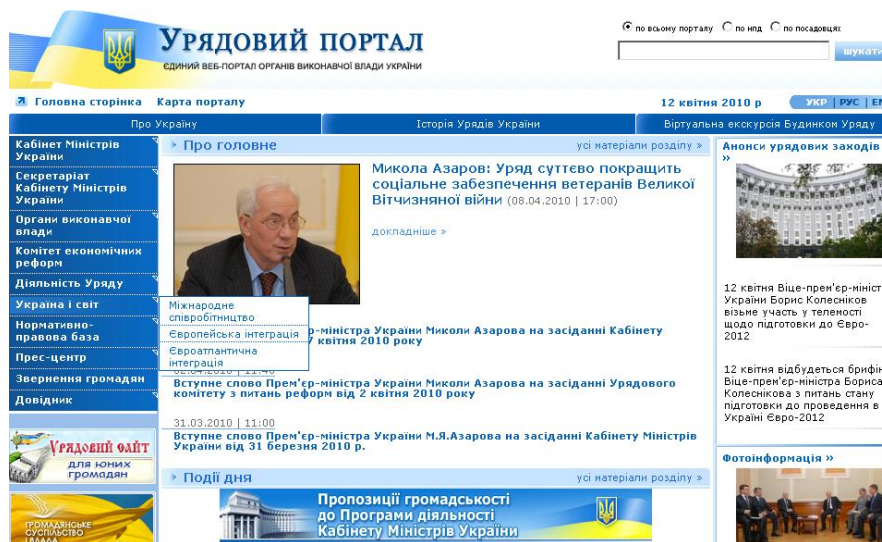 Урядовий портал
Єдиний веб-портал органів виконавчої влади України
по всьому порталу по нпд по посадовцях
шукати
Головна сторінка Карта порталу
12 квітня 2010 р
УКР | РУС | EN
Про Україну
Історія Урядів України
Віртуальна екскурсія Будинком Уряду
Кабінет Міністрів
України
Секретаріат
Кабінету Міністрів
України
Органи виконавчої
влади
Комітет економічних
реформ
Діяльність Уряду
Україна і світ
Нормативно-
правова база
Прес-центр
Звернення громадян
Довідник
Міжнародне
співробітництво
Європейська інтеграція
Євроатлантична
інтеграція
Урядовий сайт
для юних
громадян
ГРОМАДЯНСЬКЕ
СУСПІЛЬСТВО
Про головне
усі матеріали розділу »
Микола Азаров: Уряд суттєво покращить
соціальне забезпечення ветеранів Великої
Вітчизняної війни (08.04.2010 | 17:00)
докладніше »
р-міністра України Миколи Азарова на засіданні Кабінету
7 квітня 2010 року
Вступне слово Прем'єр-міністра України Миколи Азарова на засіданні Урядового
комітету з питань реформ від 2 квітня 2010 року
31.03.2010 | 11:00
Вступне слово Прем'єр-міністра України М.Я.Азарова на засіданні Кабінету Міністрів
України від 31 березня 2010 р.
Події дня
усі матеріали розділу »
Пропозиції громадськості
до Програми діяльності
Кабінету Міністрів України
Анонси урядових заходів
»
12 квітня Віце-прем'єр-мініст
України Борис Колесніков
візьме участь у телемості
щодо підготовки до Євро-
2012
12 квітня відбудеться брифін
Віце-прем'єр-міністра Бориса
Колеснікова з питань стану
підготовки до проведення в
Україні Євро-2012
Фотоінформація »